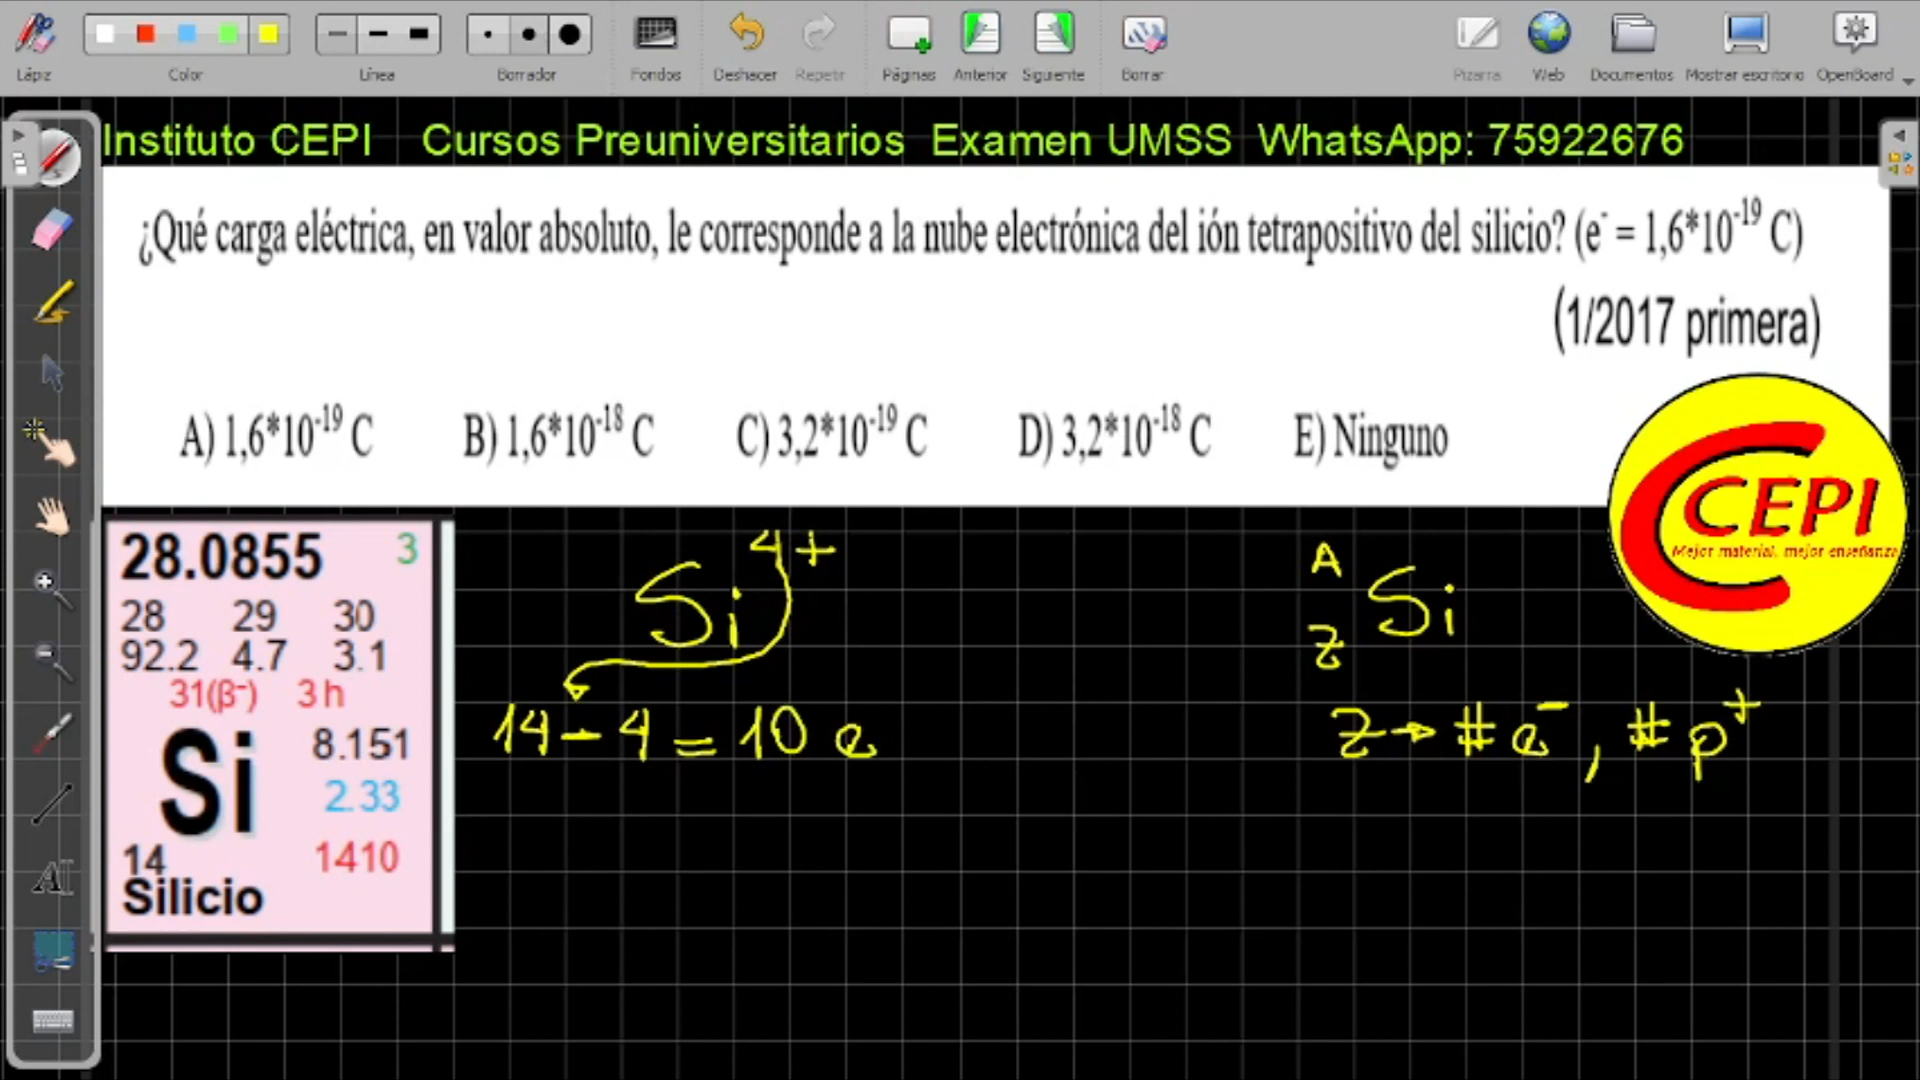 Lápiz Color Línea Borrador Fondos Deshacer Repetir Páginas Anterior Siguiente Borrar Pizarra Web Documentos Mostrar escritorio OpenBoard
Instituto CEPI Cursos Preuniversitarios Examen UMSS WhatsApp: 75922676
¿Qué carga eléctrica, en valor absoluto, le corresponde a la nube electrónica del ión tetrapositivo del silicio? (e⁻ = 1,6*10⁻¹⁹ C)
(1/2017 primera)
A) 1,6*10⁻¹⁹ C B) 1,6*10⁻¹⁸ C C) 3,2*10⁻¹⁹ C D) 3,2*10⁻¹⁸ C E) Ninguno
CEPI
Mejor material, mejor enseñanza
28.0855 3
28 29 30
92.2 4.7 3.1
31(β⁻) 3 h
Si 8.151
2.33
14 1410
Silicio
Si⁴⁺
14 - 4 = 10 e
A
Si
Z
Z → # e⁻, # p⁺